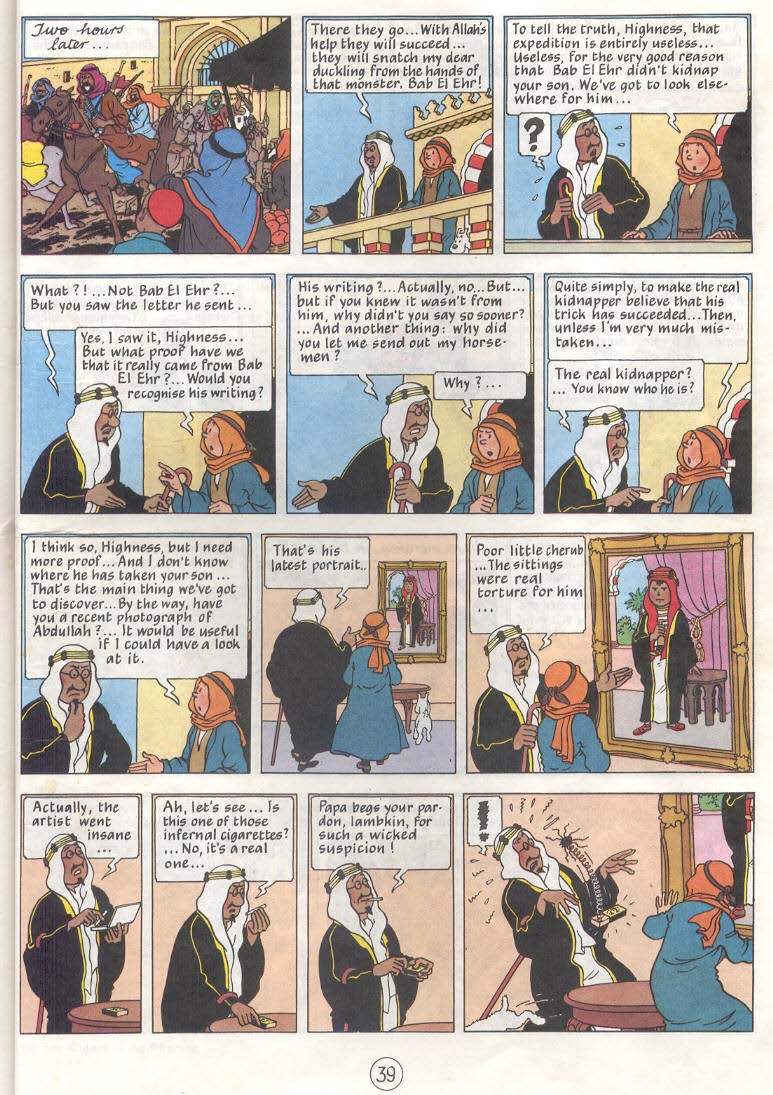 Two hours
later...
There they go... With Allah's
help they will succeed...
they will snatch my dear
duckling from the hands of
that monster, Bab El Ehr!
To tell the truth, Highness, that
expedition is entirely useless...
Useless, for the very good reason
that Bab El Ehr didn't kidnap
your son. We've got to look else-
where for him...
?
What?!... Not Bab El Ehr?...
But you saw the letter he sent...
Yes, I saw it, Highness...
But what proof have we
that it really came from Bab
El Ehr?... Would you
recognise his writing?
His writing?... Actually, no... But...
but if you knew it wasn't from
him, why didn't you say so sooner?
... And another thing: why did
you let me send out my horse-
men?
Why?...
Quite simply, to make the real
kidnapper believe that his
trick has succeeded... Then,
unless I'm very much mis-
taken...
The real kidnapper?
... You know who he is?
I think so, Highness, but I need
more proof... And I don't know
where he has taken your son...
That's the main thing we've got
to discover... By the way, have
you a recent photograph of
Abdullah?... It would be useful
if I could have a look
at it.
That's his
latest portrait..
Poor little cherub
... The sittings
were real
torture for him
...
Actually, the
artist went
insane
...
Ah, let's see... Is
this one of those
infernal cigarettes?
... No, it's a real
one...
Papa begs your par-
don, lambkin, for
such a wicked
suspicion!
!
39